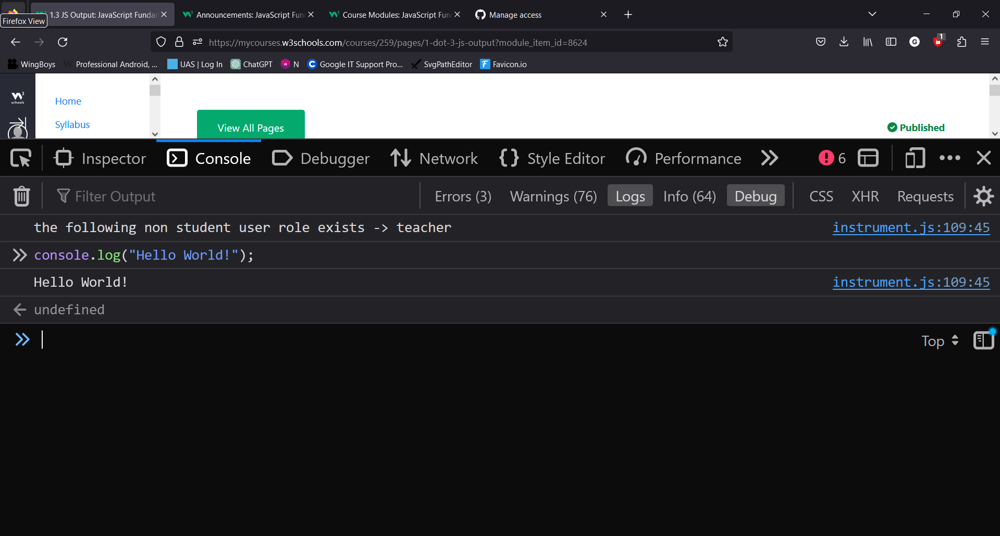 1.3 JS Output: JavaScript Fundar
Announcements: JavaScript Fun
Course Modules: JavaScript Fun
Manage access
Firefox View
https://mycourses.w3schools.com/courses/259/pages/1-dot-3-js-output?module_item_id=8624
G
1
WingBoys
W Professional Android, ...
UAS | Log In
ChatGPT
N
Google IT Support Pro...
SvgPathEditor
Favicon.io
W3
schools
Home
Syllabus
View All Pages
Published
Inspector
Console
Debugger
Network
Style Editor
Performance
6
Filter Output
Errors (3)
Warnings (76)
Logs
Info (64)
Debug
CSS
XHR
Requests
the following non student user role exists -> teacher
instrument.js:109:45
console.log("Hello World!");
Hello World!
instrument.js:109:45
undefined
Top